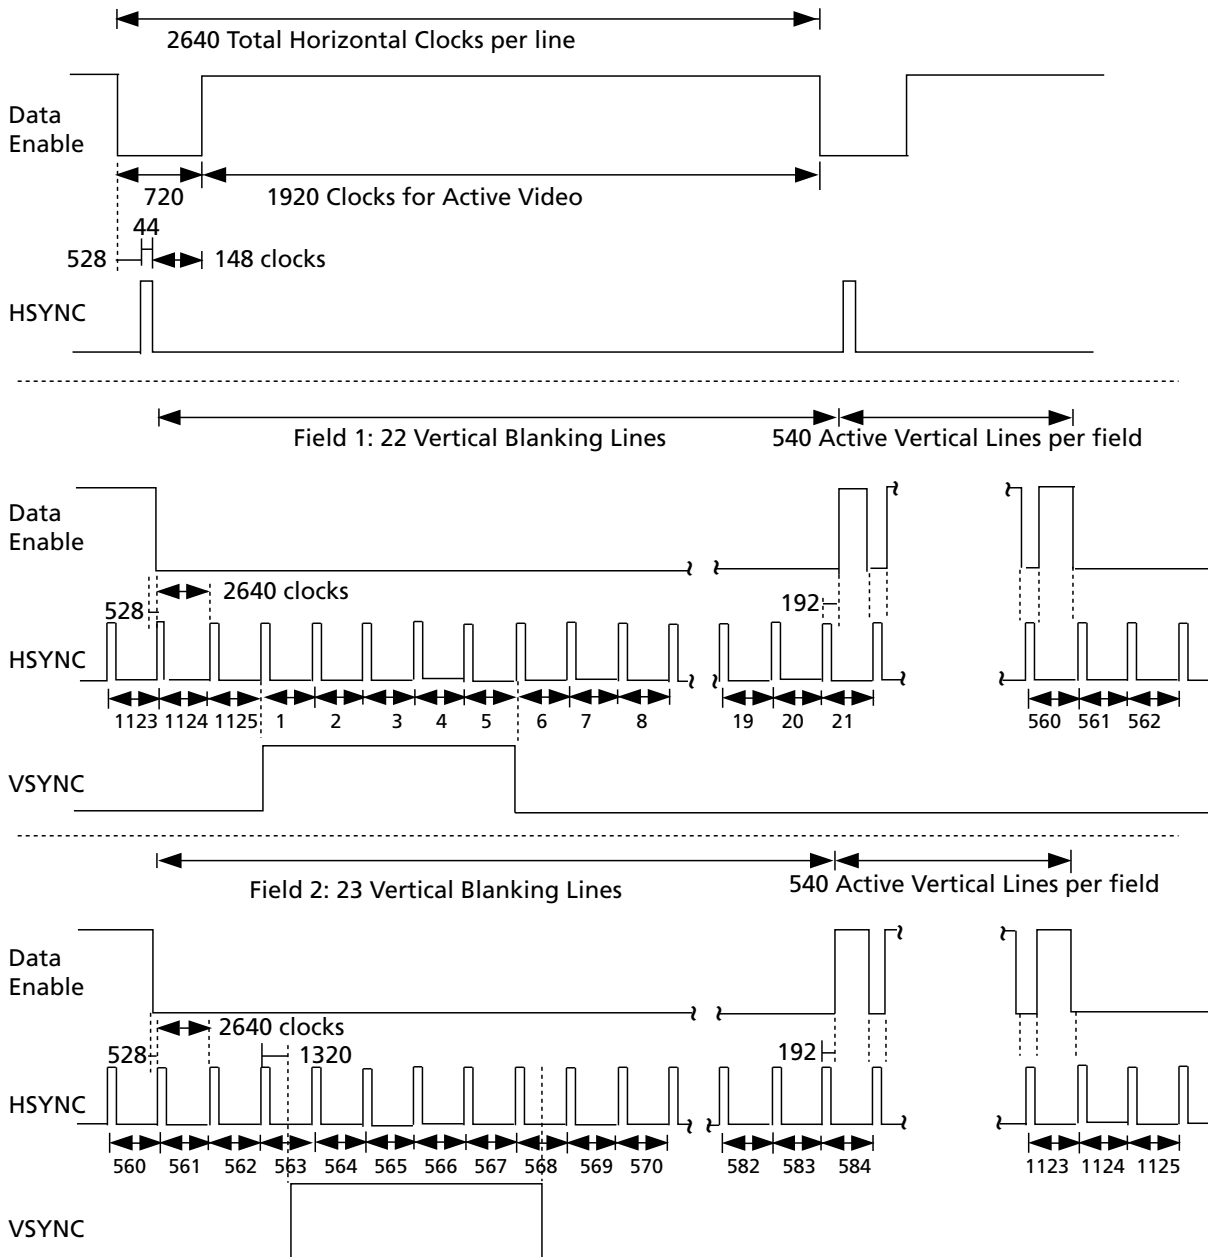 2640 Total Horizontal Clocks per line
Data
Enable
720
1920 Clocks for Active Video
44
528
148 clocks
HSYNC
Field 1: 22 Vertical Blanking Lines
540 Active Vertical Lines per field
Data
Enable
2640 clocks
528
192
HSYNC
1123 1124 1125 1 2 3 4 5 6 7 8 19 20 21 560 561 562
VSYNC
Field 2: 23 Vertical Blanking Lines
540 Active Vertical Lines per field
Data
Enable
2640 clocks
528
1320
192
HSYNC
560 561 562 563 564 565 566 567 568 569 570 582 583 584 1123 1124 1125
VSYNC